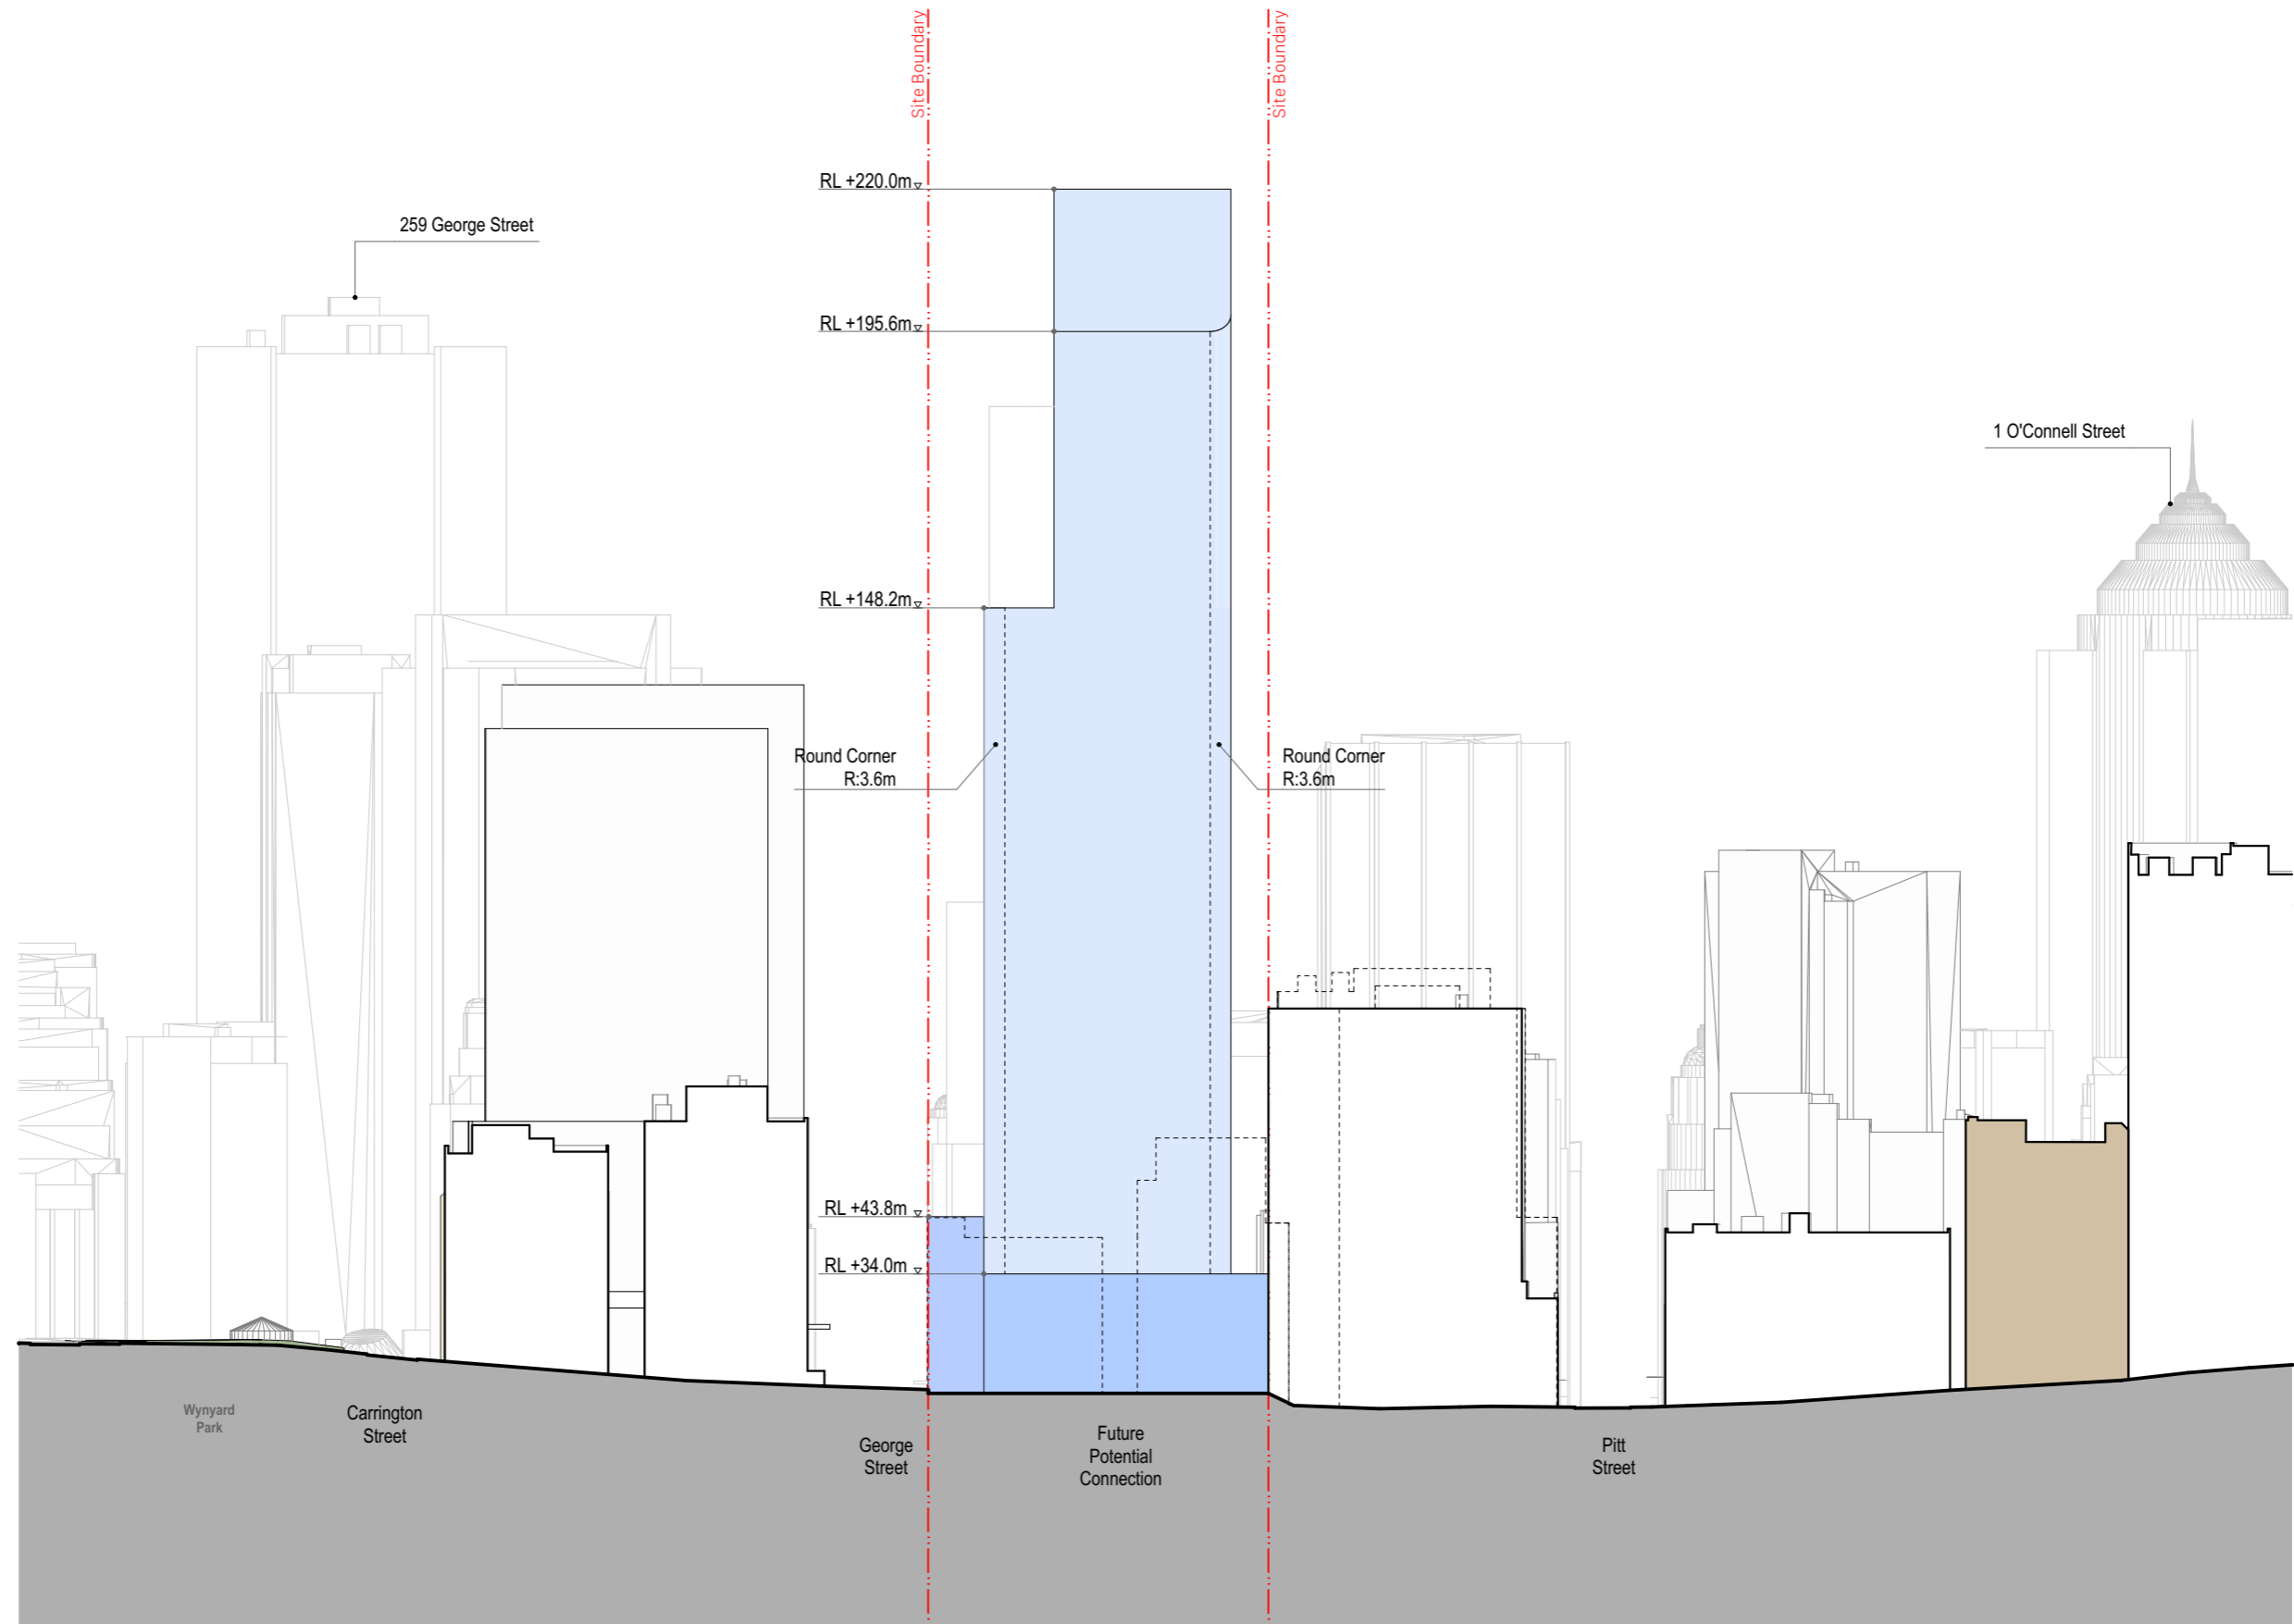 Site Boundary
Site Boundary
RL +220.0m
259 George Street
RL +195.6m
1 O'Connell Street
RL +148.2m
Round Corner
R:3.6m
Round Corner
R:3.6m
RL +43.8m
RL +34.0m
Wynyard
Park
Carrington
Street
George
Street
Future
Potential
Connection
Pitt
Street